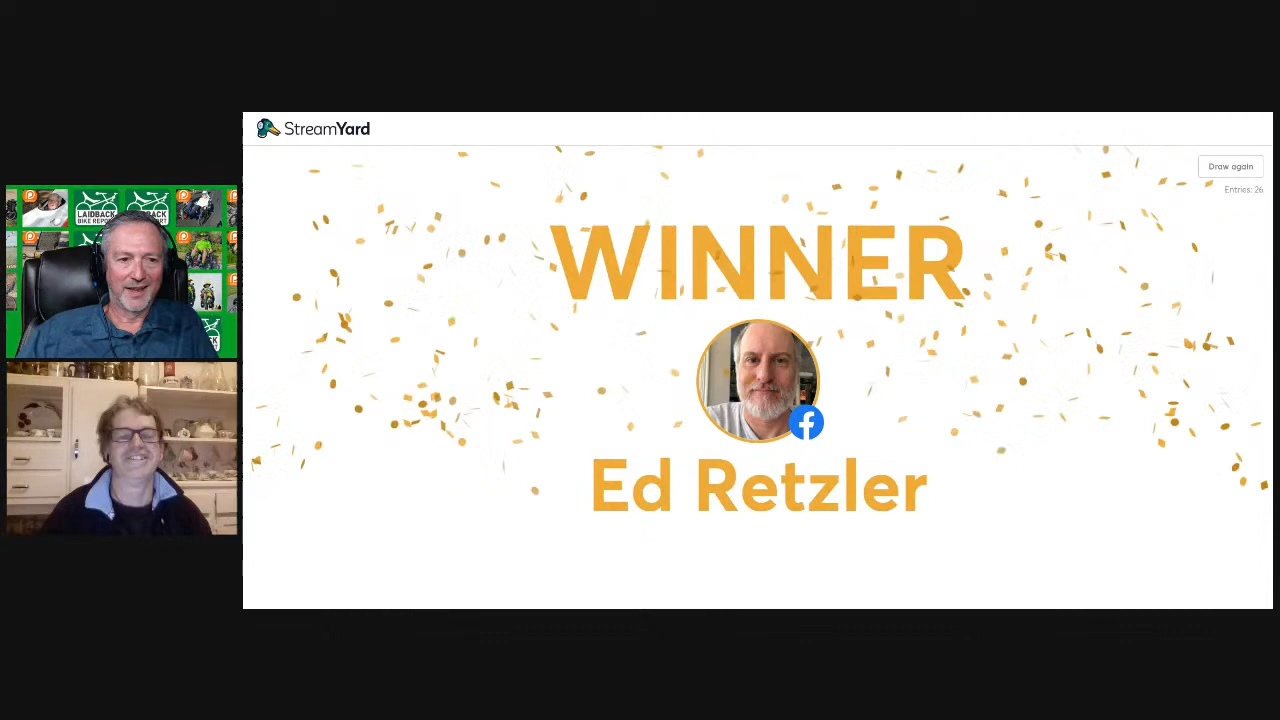 StreamYard
Draw again
Entries: 26
WINNER
Ed Retzler
LAIDBACK
BIKE REPORT